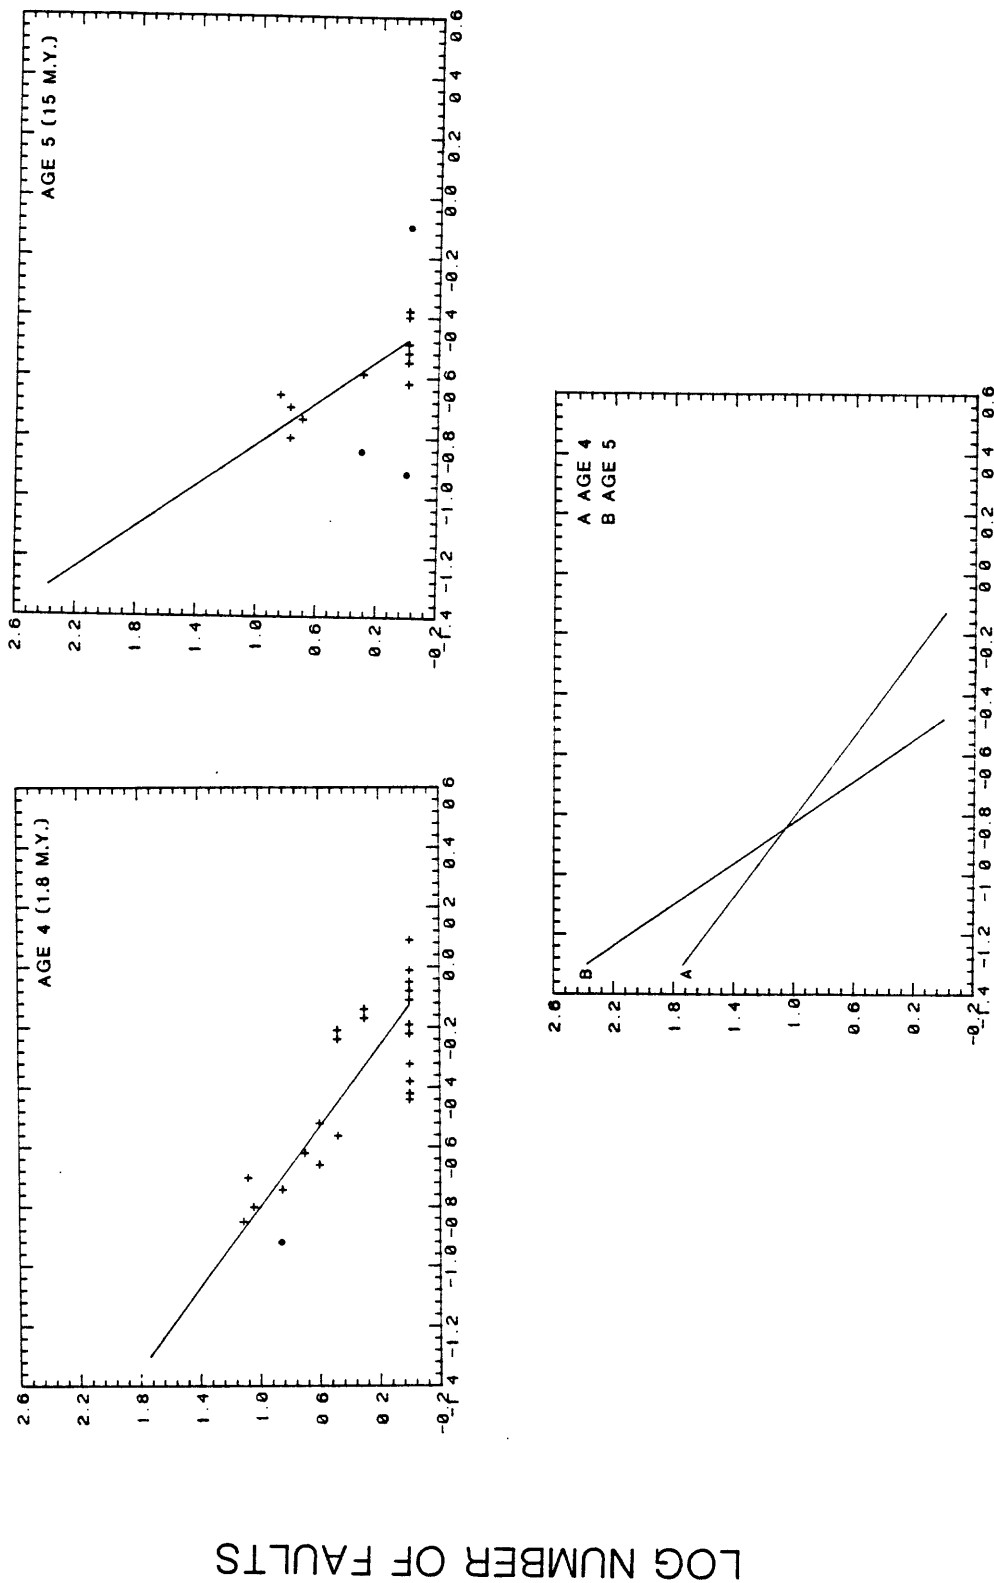 LOG NUMBER OF FAULTS
AGE 4 (1.8 M.Y.)
2.6
2.2
1.8
1.4
1.0
0 6
0 2
-0.2
-1.4 -1.2 -1.0 -0 8 -0 6 -0.4 -0.2 0.0 0.2 0.4 0 6
AGE 5 (15 M.Y.)
2.6
2.2
1.8
1.4
1.0
0.6
0.2
-0.2
-1.4 -1.2 -1.0 -0.8 -0.6 -0.4 -0.2 0.0 0.2 0 4 0.6
A AGE 4
B AGE 5
B
A
2.6
2.2
1.8
1.4
1.0
0.6
0.2
-0.2
-1.4 -1.2 -1 0 -0.8 -0.6 -0.4 -0.2 0 0 0.2 0.4 0.6